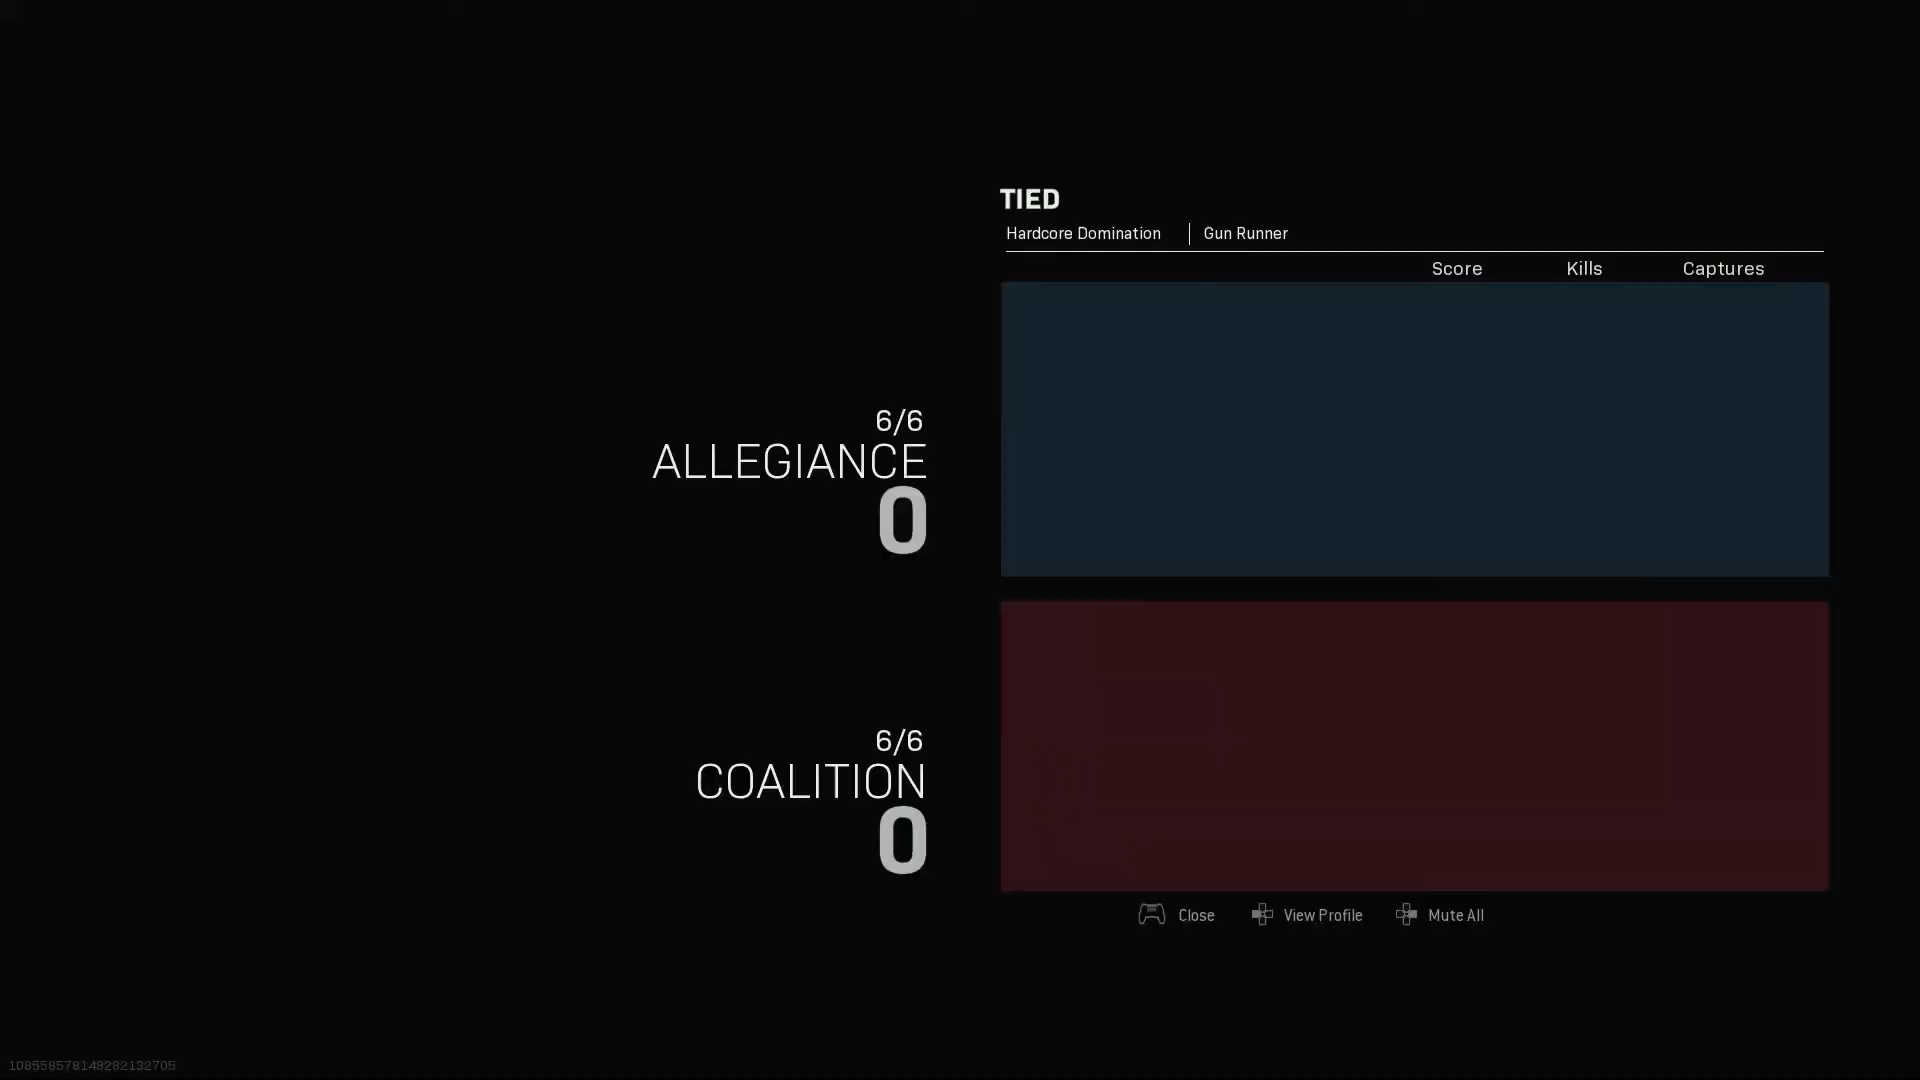 TIED
Hardcore Domination | Gun Runner
Score Kills Captures
6/6
ALLEGIANCE
0
6/6
COALITION
0
Close View Profile Mute All
108558578149282132705